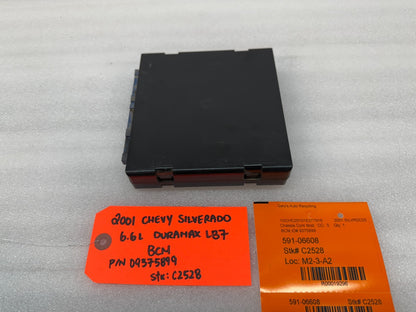 2001 CHEVY SILVERADO
6.6L DURAMAX LB7
BCM
P/N 09375899
Stk: C2528
591-06608
Stk# C2528
Loc: M2-3-A2
591-06608
Stk# C2528